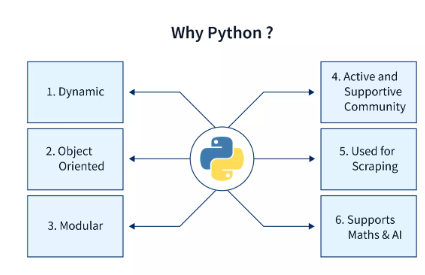 Why Python ?
1. Dynamic
2. Object
Oriented
3. Modular
4. Active and
Supportive
Community
5. Used for
Scraping
6. Supports
Maths & AI